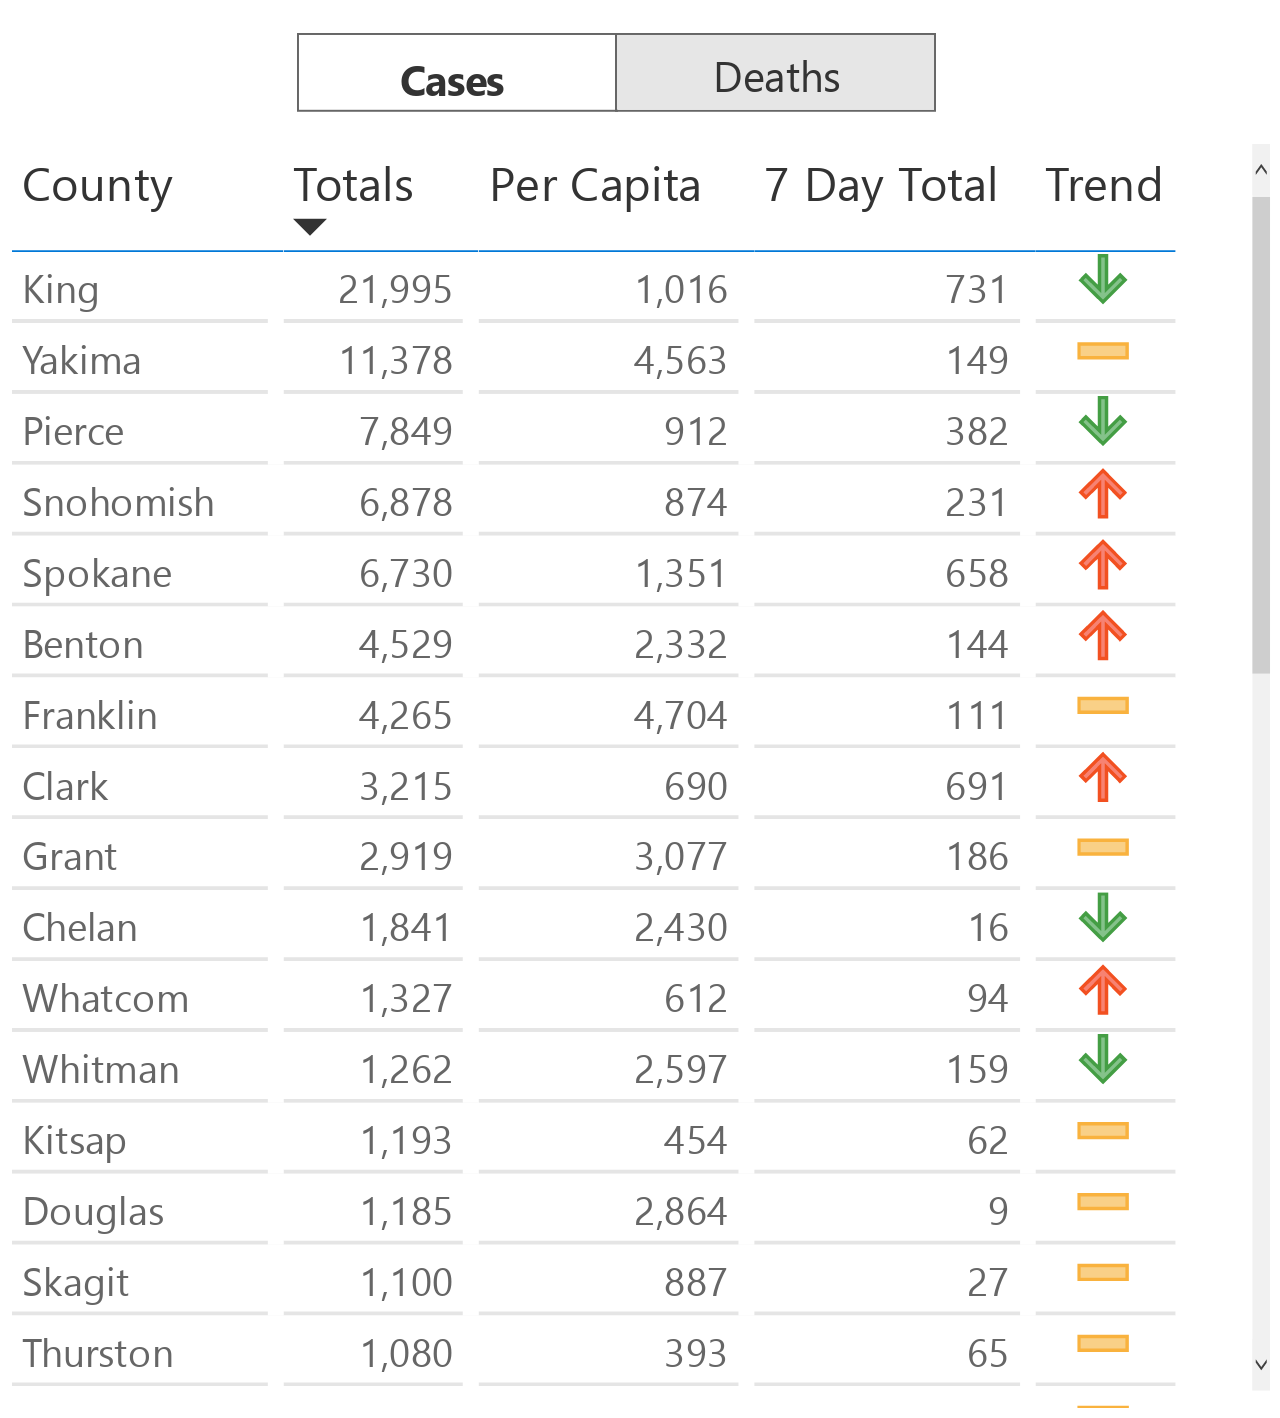 Cases Deaths
County Totals Per Capita 7 Day Total Trend
King 21,995 1,016 731
Yakima 11,378 4,563 149
Pierce 7,849 912 382
Snohomish 6,878 874 231
Spokane 6,730 1,351 658
Benton 4,529 2,332 144
Franklin 4,265 4,704 111
Clark 3,215 690 691
Grant 2,919 3,077 186
Chelan 1,841 2,430 16
Whatcom 1,327 612 94
Whitman 1,262 2,597 159
Kitsap 1,193 454 62
Douglas 1,185 2,864 9
Skagit 1,100 887 27
Thurston 1,080 393 65